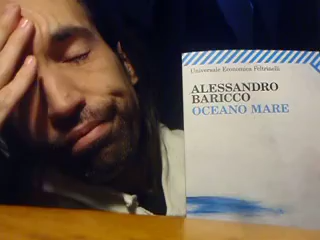 Universale Economica Feltrinelli
ALESSANDRO
BARICCO
OCEANO MARE